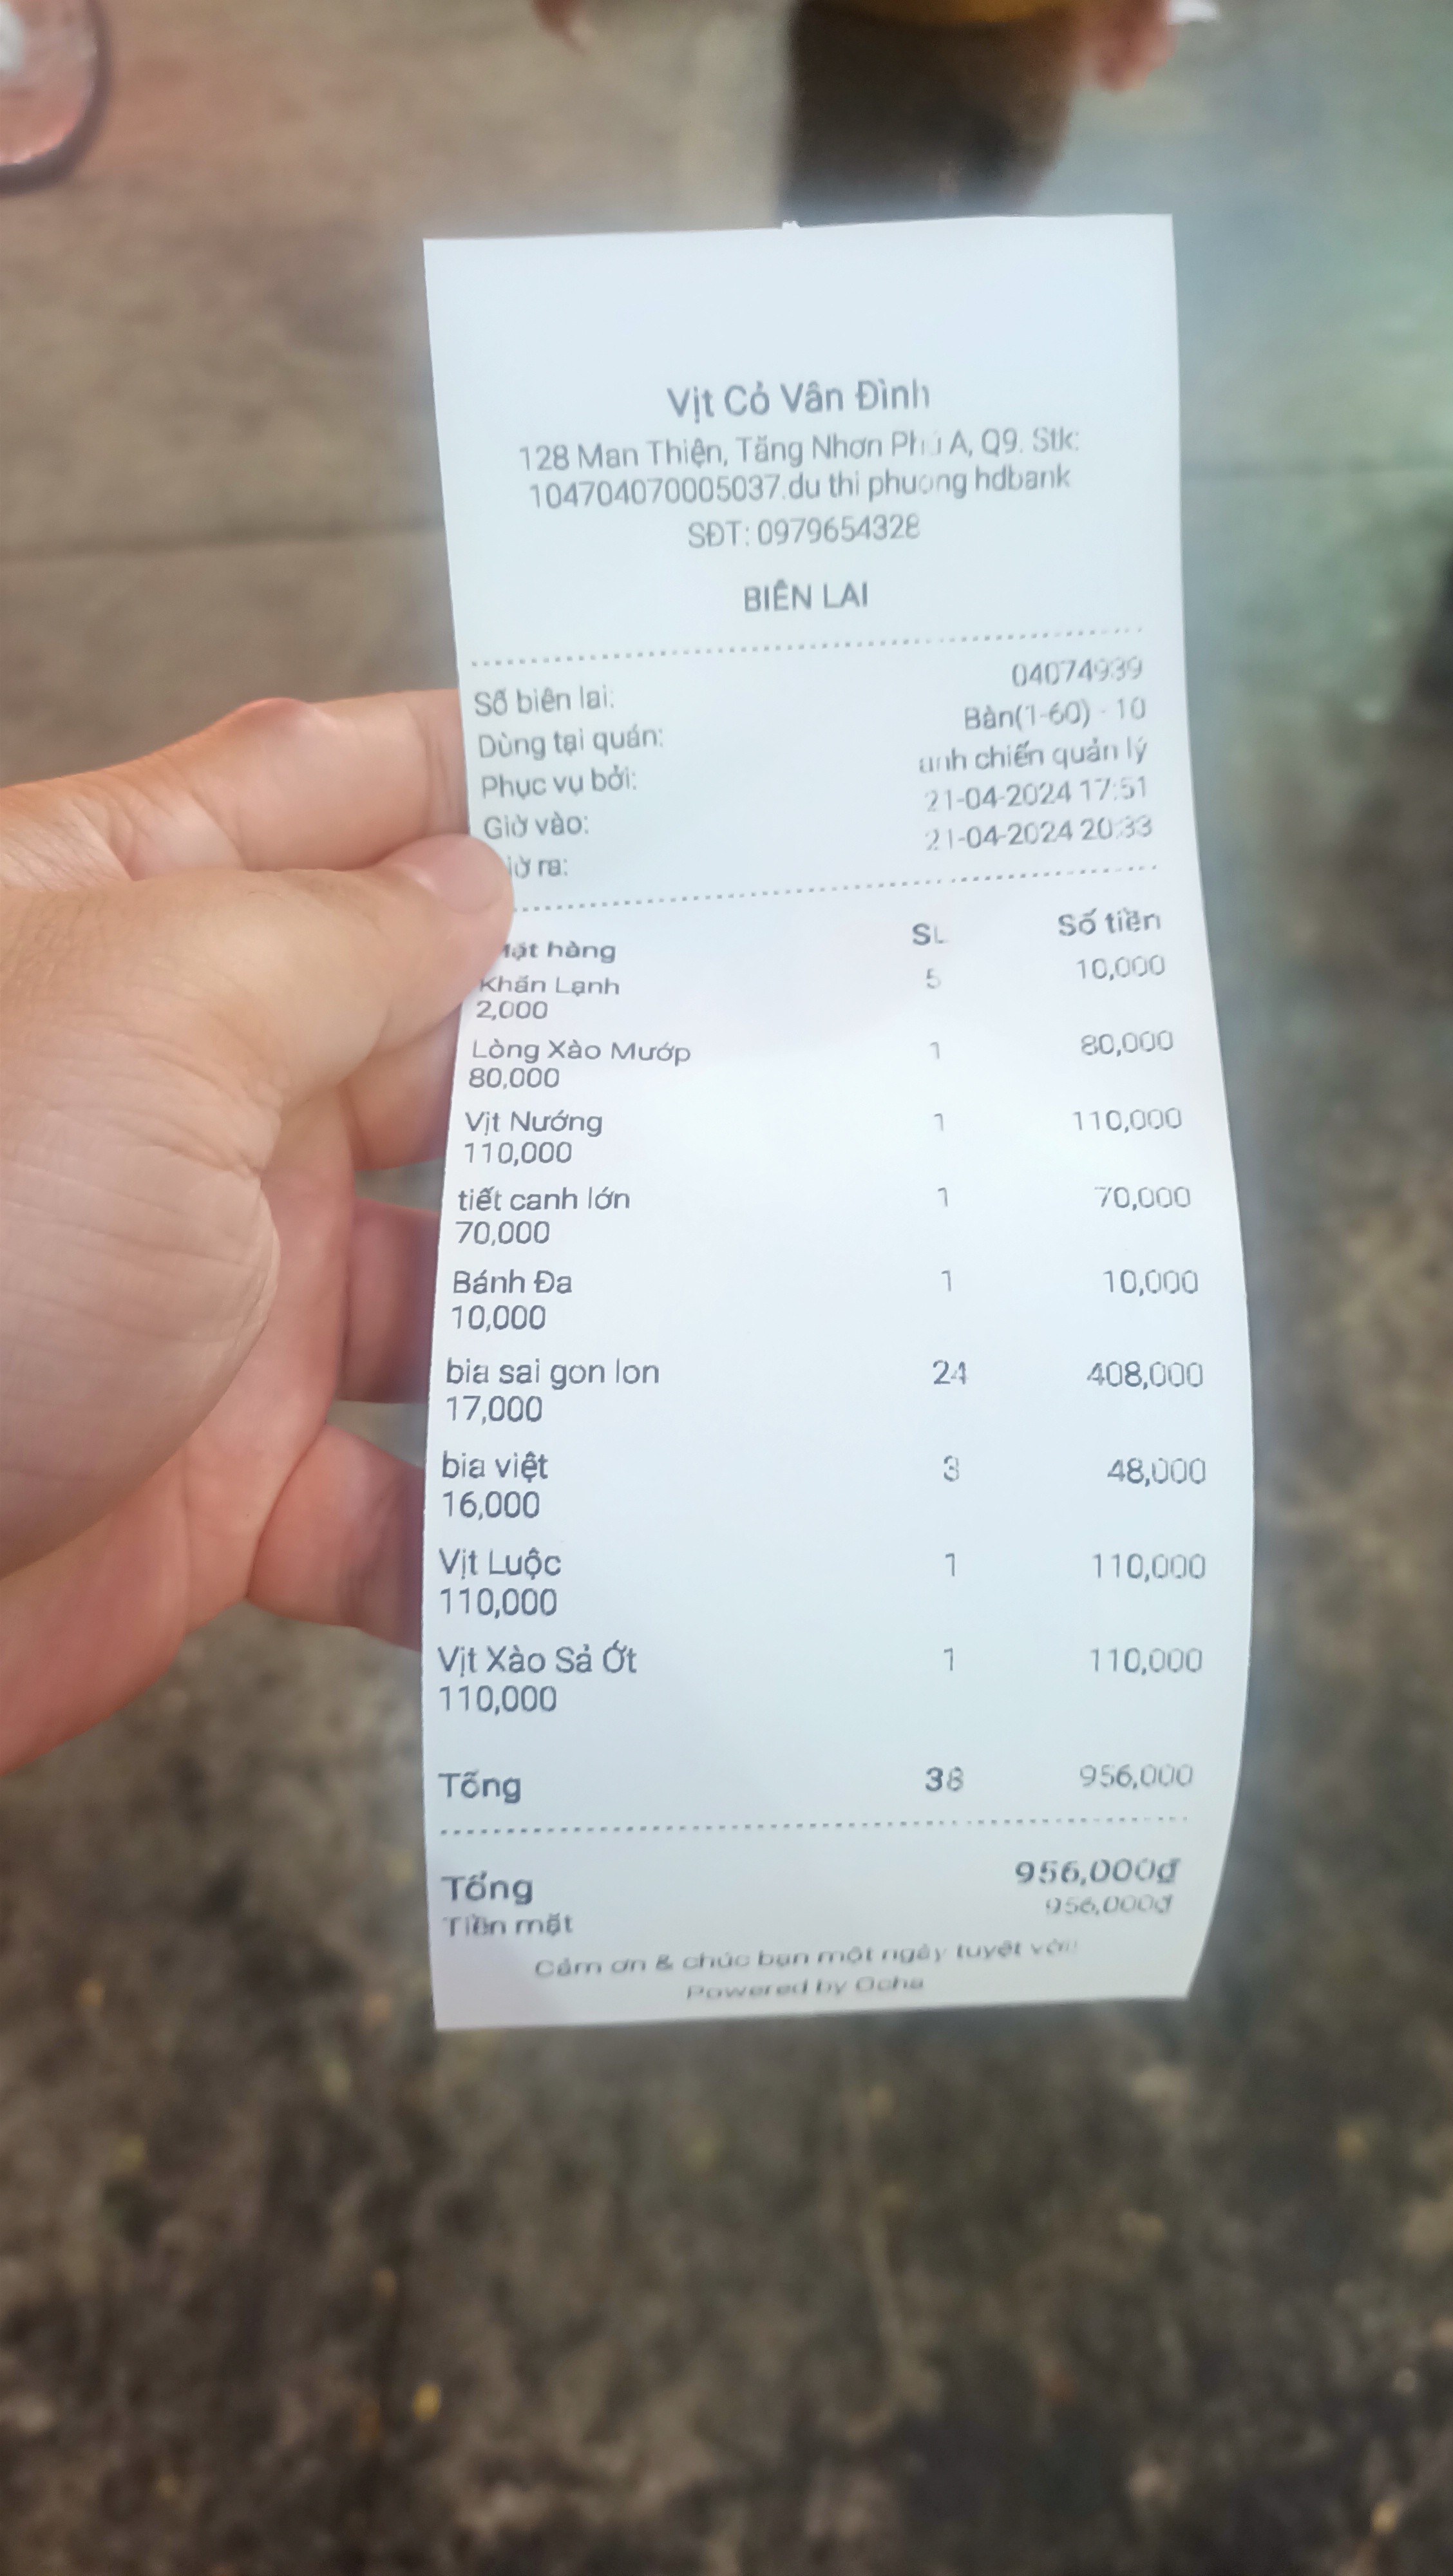 Vịt Cỏ Vân Đình
128 Man Thiện, Tăng Nhơn Phú A, Q9. Stk:
104704070005037.du thi phuong hdbank
SĐT: 0979654328
BIÊN LAI
Số biên lai: 04074939
Dùng tại quán: Bàn(1-60) - 10
Phục vụ bởi: anh chiến quản lý
Giờ vào: 21-04-2024 17:51
iờ ra: 21-04-2024 20:33
Mặt hàng SL Số tiền
Khăn Lạnh 5 10,000
2,000
Lòng Xào Mướp 1 80,000
80,000
Vịt Nướng 1 110,000
110,000
tiết canh lớn 1 70,000
70,000
Bánh Đa 1 10,000
10,000
bia sai gon lon 24 408,000
17,000
bia việt 3 48,000
16,000
Vịt Luộc 1 110,000
110,000
Vịt Xào Sả Ớt 1 110,000
110,000
Tổng 38 956,000
Tổng 956,000đ
Tiền mặt 956,000đ
Cảm ơn & chúc bạn một ngày tuyệt vời!
Powered by Ocha